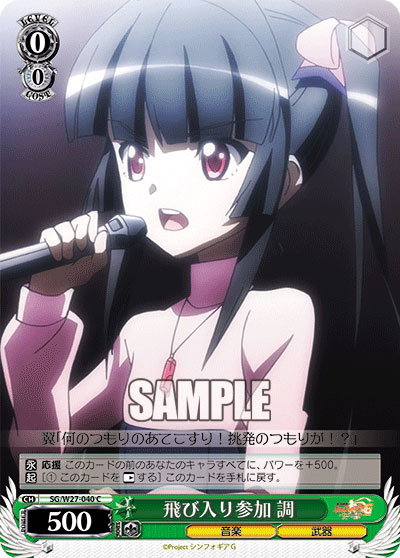 LEVEL
0
0
COST
SAMPLE
翼「何のつもりのあてこすり！挑発のつもりか！？」
永 応援 このカードの前のあなたのキャラすべてに、パワーを+500。
起 [① このカードを する] このカードを手札に戻す。
CH SG/W27-040 C
500
飛び入り参加 調
音楽
武器
©Project シンフォギアG